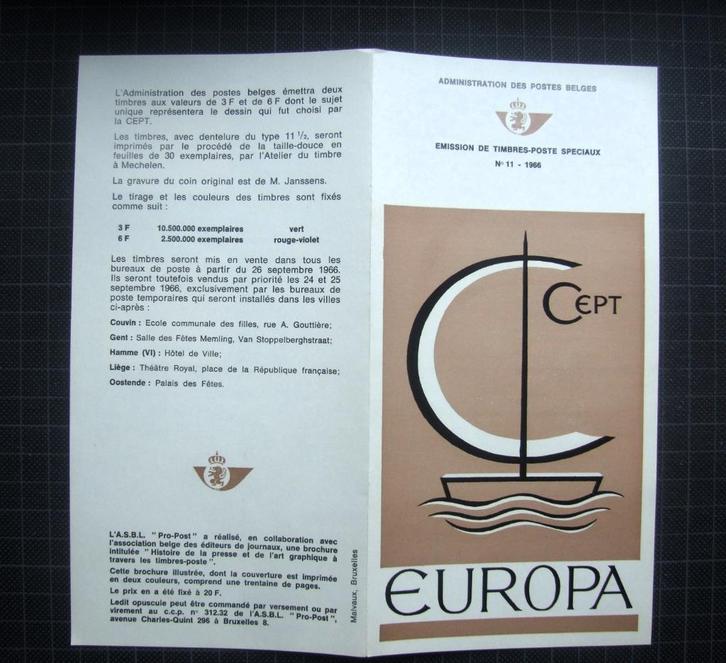 L'Administration des postes belges émettra deux
timbres aux valeurs de 3 F et de 6 F dont le sujet
unique représentera le dessin qui fut choisi par
la CEPT.
Les timbres, avec dentelure du type 11 1/2, seront
imprimés par le procédé de la taille-douce en
feuilles de 30 exemplaires, par l'Atelier du timbre
à Mechelen.
La gravure du coin original est de M. Janssens.
Le tirage et les couleurs des timbres sont fixés
comme suit :
3 F 10.500.000 exemplaires vert
6 F 2.500.000 exemplaires rouge-violet
Les timbres seront mis en vente dans tous les
bureaux de poste à partir du 26 septembre 1966.
Ils seront toutefois vendus par priorité les 24 et 25
septembre 1966, exclusivement par les bureaux de
poste temporaires qui seront installés dans les villes
ci-après :
Couvin : Ecole communale des filles, rue A. Gouttière;
Gent : Salle des Fêtes Memling, Van Stoppelberghstraat;
Hamme (Vl) : Hôtel de Ville;
Liège : Théâtre Royal, place de la République française;
Oostende : Palais des Fêtes.
L'A.S.B.L. "Pro-Post" a réalisé, en collaboration avec
l'association belge des éditeurs de journaux, une brochure
intitulée "Histoire de la presse et de l'art graphique à
travers les timbres-poste".
Cette brochure illustrée, dont la couverture est imprimée
en deux couleurs, comprend une trentaine de pages.
Le prix en a été fixé à 20 F.
Ledit opuscule peut être commandé par versement ou par
virement au c.c.p. n° 312.32 de l'A.S.B.L. "Pro-Post",
avenue Charles-Quint 296 à Bruxelles 8.
Malvaux, Bruxelles
ADMINISTRATION DES POSTES BELGES
EMISSION DE TIMBRES-POSTE SPECIAUX
N° 11 - 1966
CEPT
EUROPA